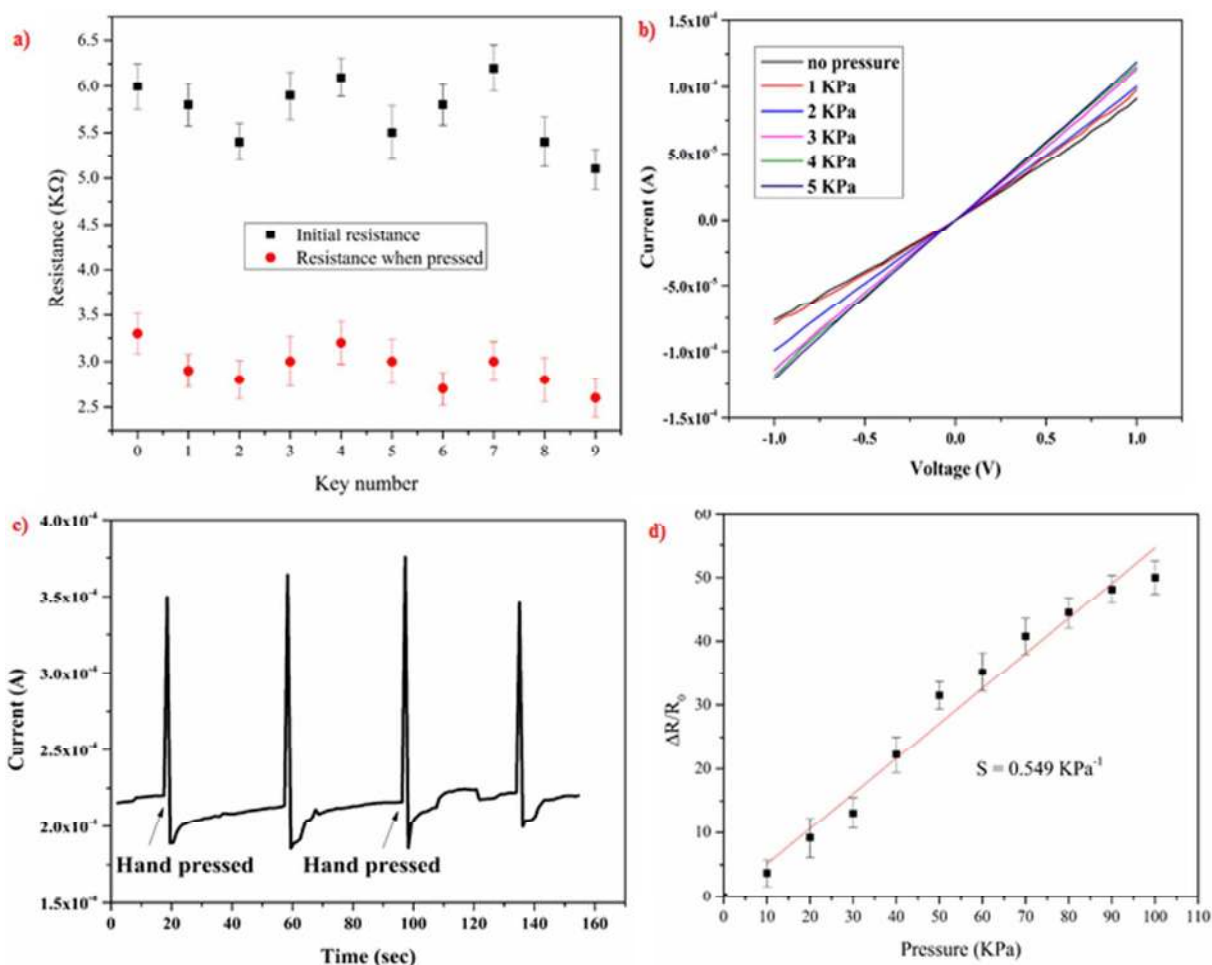 a)
6.5
6.0
5.5
5.0
4.5
4.0
3.5
3.0
2.5
Resistance (KΩ)
Initial resistance
Resistance when pressed
0 1 2 3 4 5 6 7 8 9
Key number
b)
1.5x10⁻⁴
1.0x10⁻⁴
5.0x10⁻⁵
0.0
-5.0x10⁻⁵
-1.0x10⁻⁴
-1.5x10⁻⁴
Current (A)
no pressure
1 KPa
2 KPa
3 KPa
4 KPa
5 KPa
-1.0 -0.5 0.0 0.5 1.0
Voltage (V)
c)
4.0x10⁻⁴
3.5x10⁻⁴
3.0x10⁻⁴
2.5x10⁻⁴
2.0x10⁻⁴
1.5x10⁻⁴
Current (A)
Hand pressed Hand pressed
0 20 40 60 80 100 120 140 160
Time (sec)
d)
60
50
40
30
20
10
0
ΔR/R₀
S = 0.549 KPa⁻¹
0 10 20 30 40 50 60 70 80 90 100 110
Pressure (KPa)